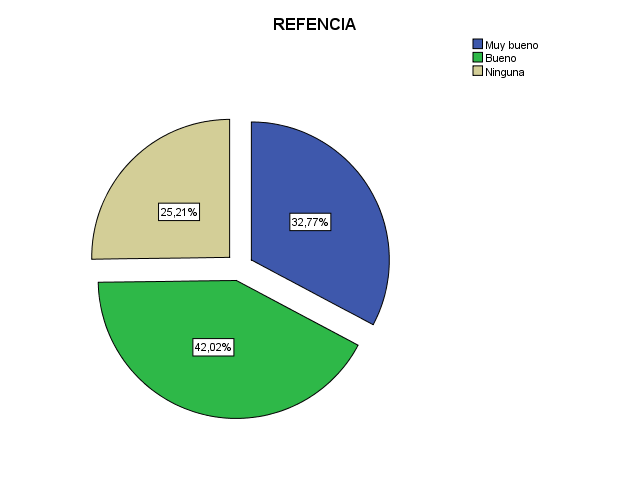 REFENCIA
Muy bueno
Bueno
Ninguna
25,21%
32,77%
42,02%